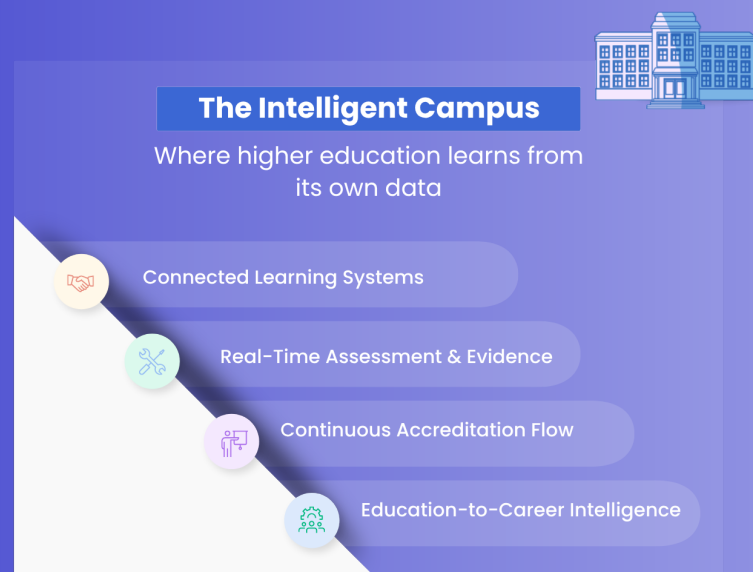 The Intelligent Campus
Where higher education learns from
its own data
Connected Learning Systems
Real-Time Assessment & Evidence
Continuous Accreditation Flow
Education-to-Career Intelligence